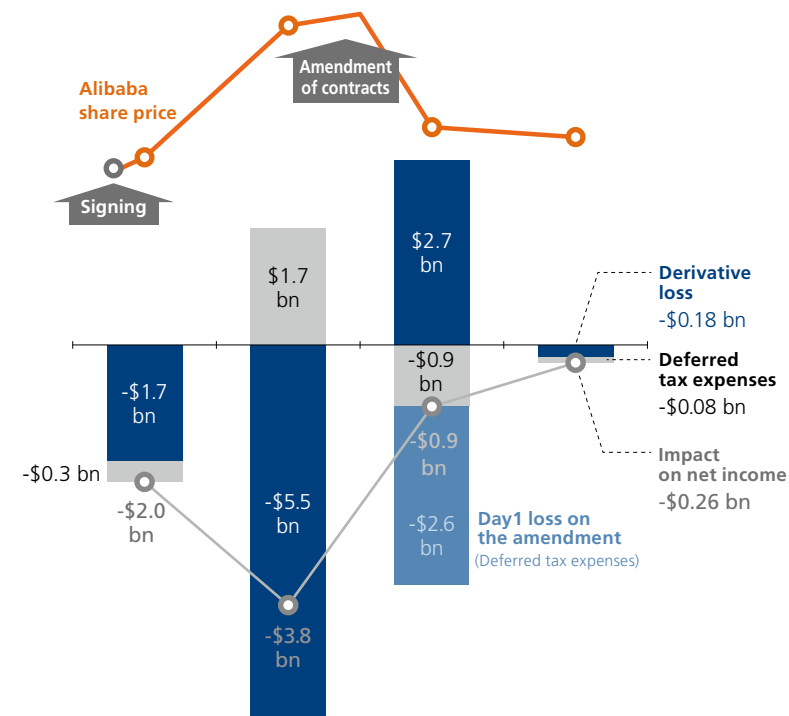 Alibaba
share price
Amendment
of contracts
Signing
$1.7
bn
$2.7
bn
Derivative
loss
-$0.18 bn
-$0.9
bn
Deferred
tax expenses
-$0.08 bn
-$1.7
bn
-$0.3 bn
-$2.0
bn
-$5.5
bn
-$3.8
bn
-$0.9
bn
-$2.6
bn
Day1 loss on
the amendment
(Deferred tax expenses)
Impact
on net income
-$0.26 bn